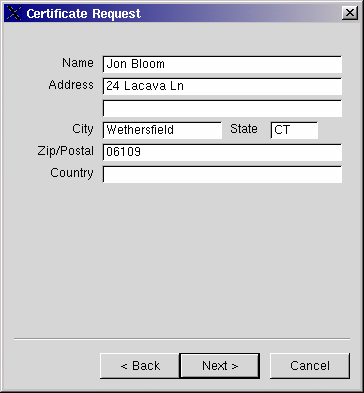 Certificate Request
Name Jon Bloom
Address 24 Lacava Ln
City Wethersfield State CT
Zip/Postal 06109
Country
< Back Next > Cancel